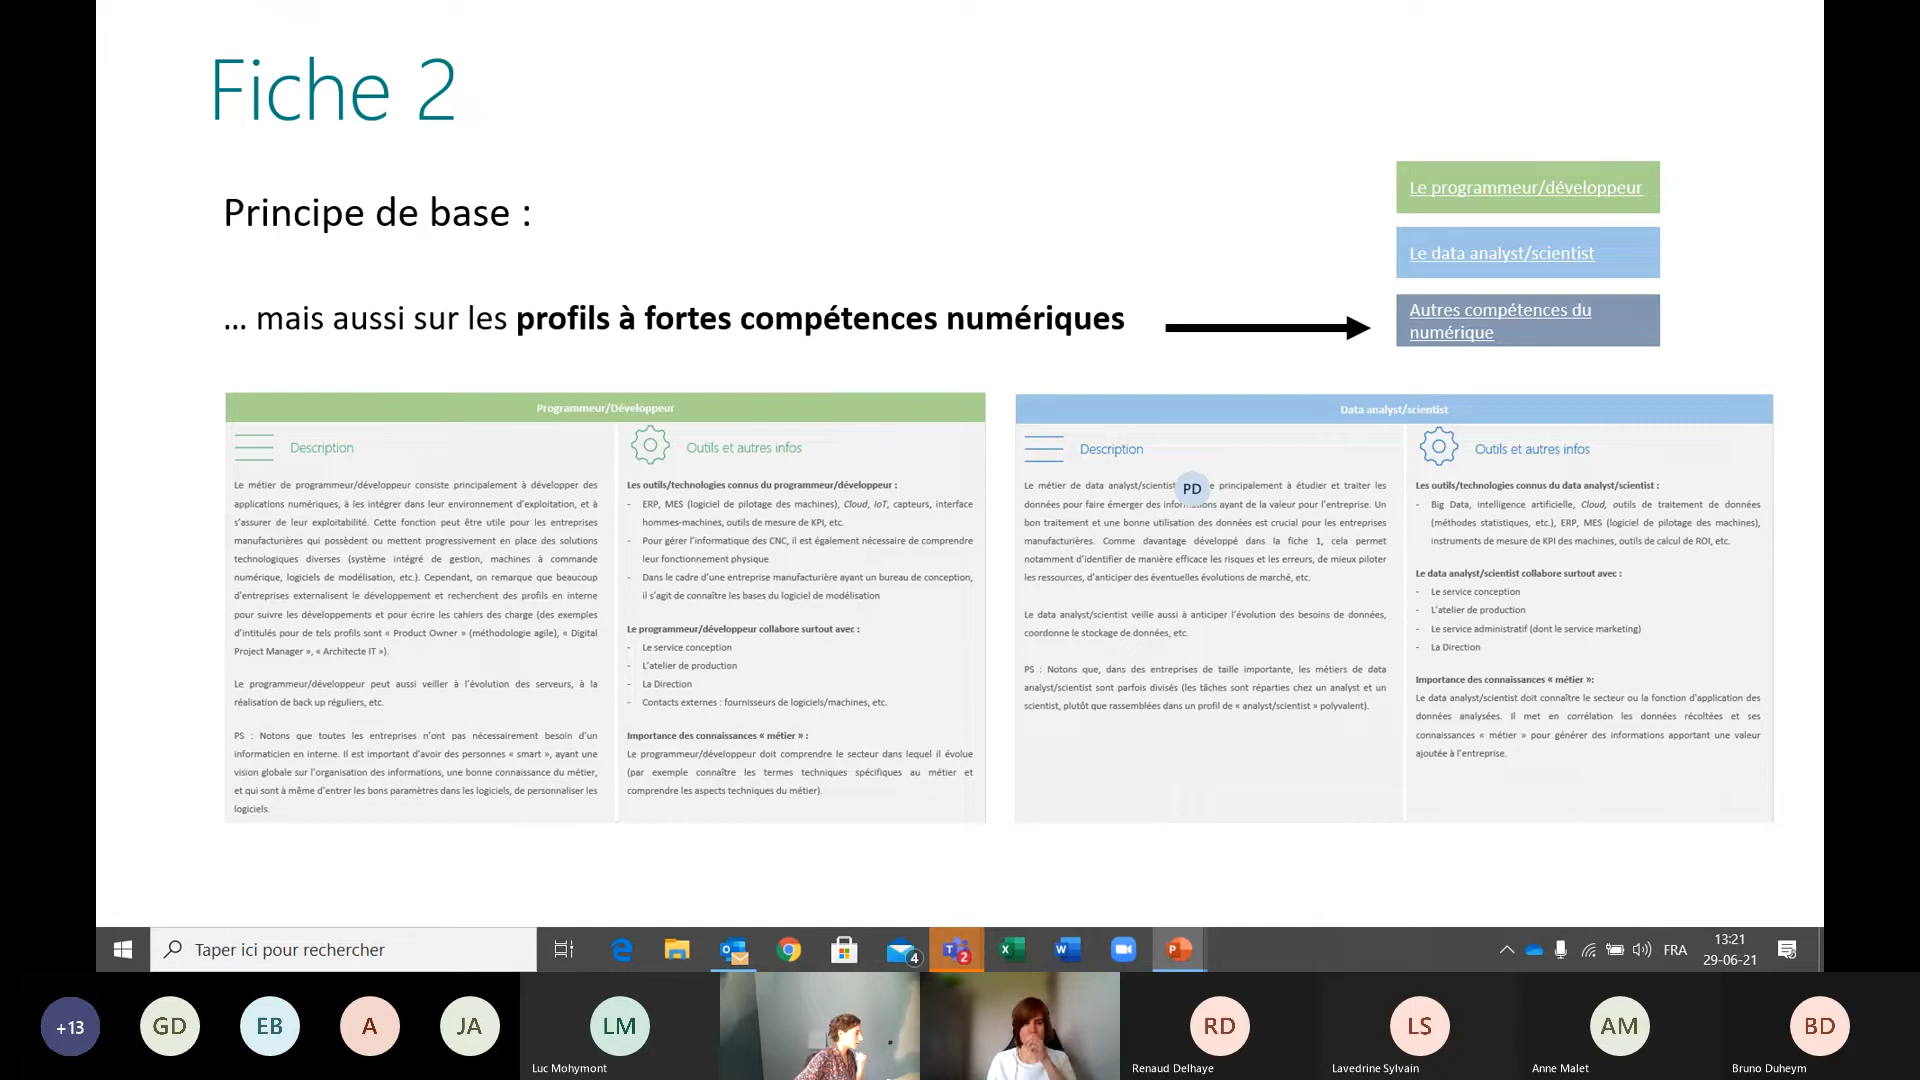 Fiche 2
Principe de base :
… mais aussi sur les profils à fortes compétences numériques
Le programmeur/développeur
Le data analyst/scientist
Autres compétences du
numérique
Programmeur/Développeur
Description
Le métier de programmeur/développeur consiste principalement à développer des
applications numériques, à les intégrer dans leur environnement d'exploitation, et à
s'assurer de leur exploitabilité. Cette fonction peut être utile pour les entreprises
manufacturières qui possèdent ou mettent progressivement en place des solutions
technologiques diverses (système intégré de gestion, machines à commande
numérique, logiciels de modélisation, etc.). Cependant, on remarque que beaucoup
d'entreprises externalisent le développement et recherchent des profils en interne
pour suivre les développements et pour écrire les cahiers des charge (des exemples
d'intitulés pour de tels profils sont « Product Owner » (méthodologie agile), « Digital
Project Manager », « Architecte IT »).
Le programmeur/développeur peut aussi veiller à l'évolution des serveurs, à la
réalisation de back up réguliers, etc.
PS : Notons que toutes les entreprises n'ont pas nécessairement besoin d'un
informaticien en interne. Il est important d'avoir des personnes « smart », ayant une
vision globale sur l'organisation des informations, une bonne connaissance du métier,
et qui sont à même d'entrer les bons paramètres dans les logiciels, de personnaliser les
logiciels.
Outils et autres infos
Les outils/technologies connus du programmeur/développeur :
- ERP, MES (logiciel de pilotage des machines), Cloud, IoT, capteurs, interface
hommes-machines, outils de mesure de KPI, etc.
- Pour gérer l'informatique des CNC, il est également nécessaire de comprendre
leur fonctionnement physique
- Dans le cadre d'une entreprise manufacturière ayant un bureau de conception,
il s'agit de connaître les bases du logiciel de modélisation
Le programmeur/développeur collabore surtout avec :
- Le service conception
- L'atelier de production
- La Direction
- Contacts externes : fournisseurs de logiciels/machines, etc.
Importance des connaissances « métier » :
Le programmeur/développeur doit comprendre le secteur dans lequel il évolue
(par exemple connaître les termes techniques spécifiques au métier et
comprendre les aspects techniques du métier).
Data analyst/scientist
Description
Le métier de data analyst/scientist PD e principalement à étudier et traiter les
données pour faire émerger des informations ayant de la valeur pour l'entreprise. Un
bon traitement et une bonne utilisation des données est crucial pour les entreprises
manufacturières. Comme davantage développé dans la fiche 1, cela permet
notamment d'identifier de manière efficace les risques et les erreurs, de mieux piloter
les ressources, d'anticiper des éventuelles évolutions de marché, etc.
Le data analyst/scientist veille aussi à anticiper l'évolution des besoins de données,
coordonne le stockage de données, etc.
PS : Notons que, dans des entreprises de taille importante, les métiers de data
analyst/scientist sont parfois divisés (les tâches sont réparties chez un analyst et un
scientist, plutôt que rassemblées dans un profil de « analyst/scientist » polyvalent).
Outils et autres infos
Les outils/technologies connus du data analyst/scientist :
- Big Data, intelligence artificielle, Cloud, outils de traitement de données
(méthodes statistiques, etc.), ERP, MES (logiciel de pilotage des machines),
instruments de mesure de KPI des machines, outils de calcul de ROI, etc.
Le data analyst/scientist collabore surtout avec :
- Le service conception
- L'atelier de production
- Le service administratif (dont le service marketing)
- La Direction
Importance des connaissances « métier »:
Le data analyst/scientist doit connaître le secteur ou la fonction d'application des
données analysées. Il met en corrélation les données récoltées et ses
connaissances « métier » pour générer des informations apportant une valeur
ajoutée à l'entreprise.
Taper ici pour rechercher
4
2
FRA
13:21
29-06-21
+13
GD
EB
A
JA
LM
Luc Mohymont
RD
Renaud Delhaye
LS
Lavedrine Sylvain
AM
Anne Malet
BD
Bruno Duheym